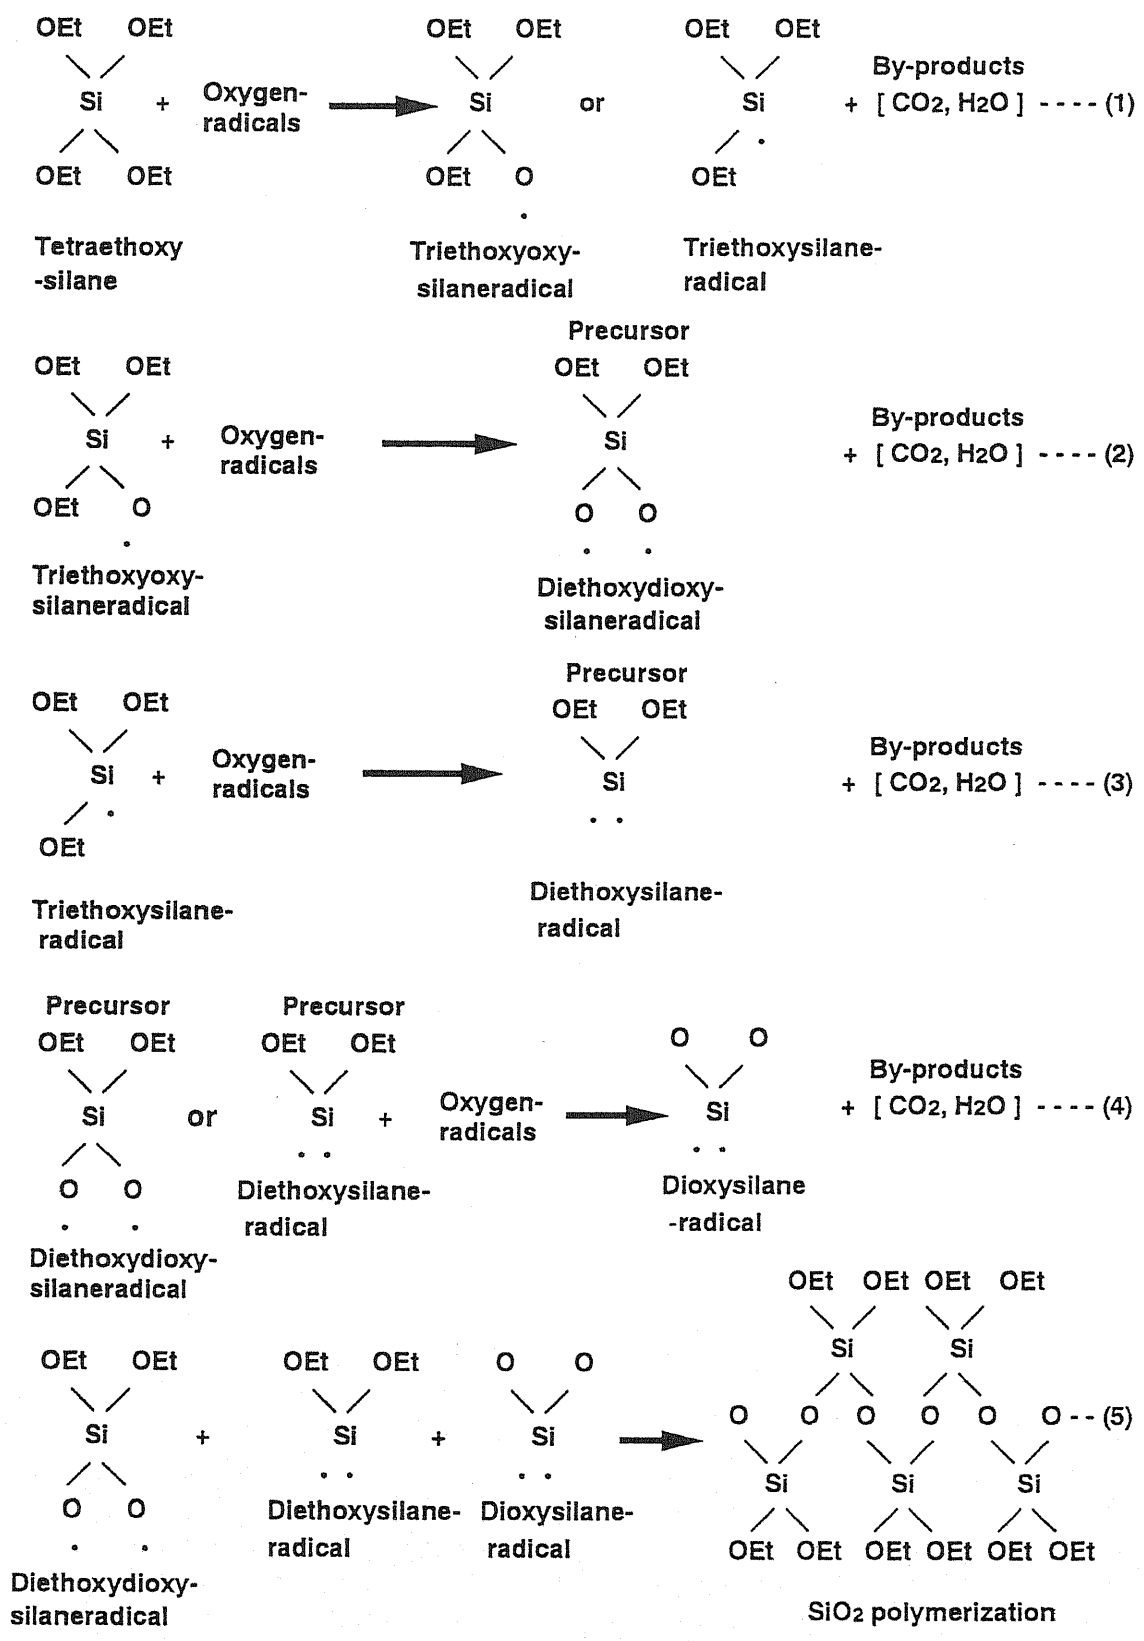 OEt OEt OEt OEt OEt OEt
By-products
Si + Oxygen- Si or Si + [ CO2, H2O ] ---- (1)
radicals
OEt OEt OEt O OEt
Tetraethoxy Triethoxyoxy- Triethoxysilane-
-silane silaneradical radical
Precursor
OEt OEt OEt OEt
By-products
Si + Oxygen- Si + [ CO2, H2O ] ---- (2)
radicals
OEt O O O
Triethoxyoxy- Diethoxydioxy-
silaneradical silaneradical
Precursor
OEt OEt OEt OEt
By-products
Si + Oxygen- Si + [ CO2, H2O ] ---- (3)
radicals
OEt
Triethoxysilane- Diethoxysilane-
radical radical
Precursor Precursor
OEt OEt OEt OEt O O
By-products
Si or Si + Oxygen- Si + [ CO2, H2O ] ---- (4)
radicals
O O Diethoxysilane- Dioxysilane
radical -radical
Diethoxydioxy-
silaneradical
OEt OEt OEt OEt
Si Si
OEt OEt OEt OEt O O
O O O O O O -- (5)
Si + Si + Si
Si Si Si
O O Diethoxysilane- Dioxysilane-
radical radical
OEt OEt OEt OEt OEt OEt
Diethoxydioxy-
silaneradical
SiO2 polymerization